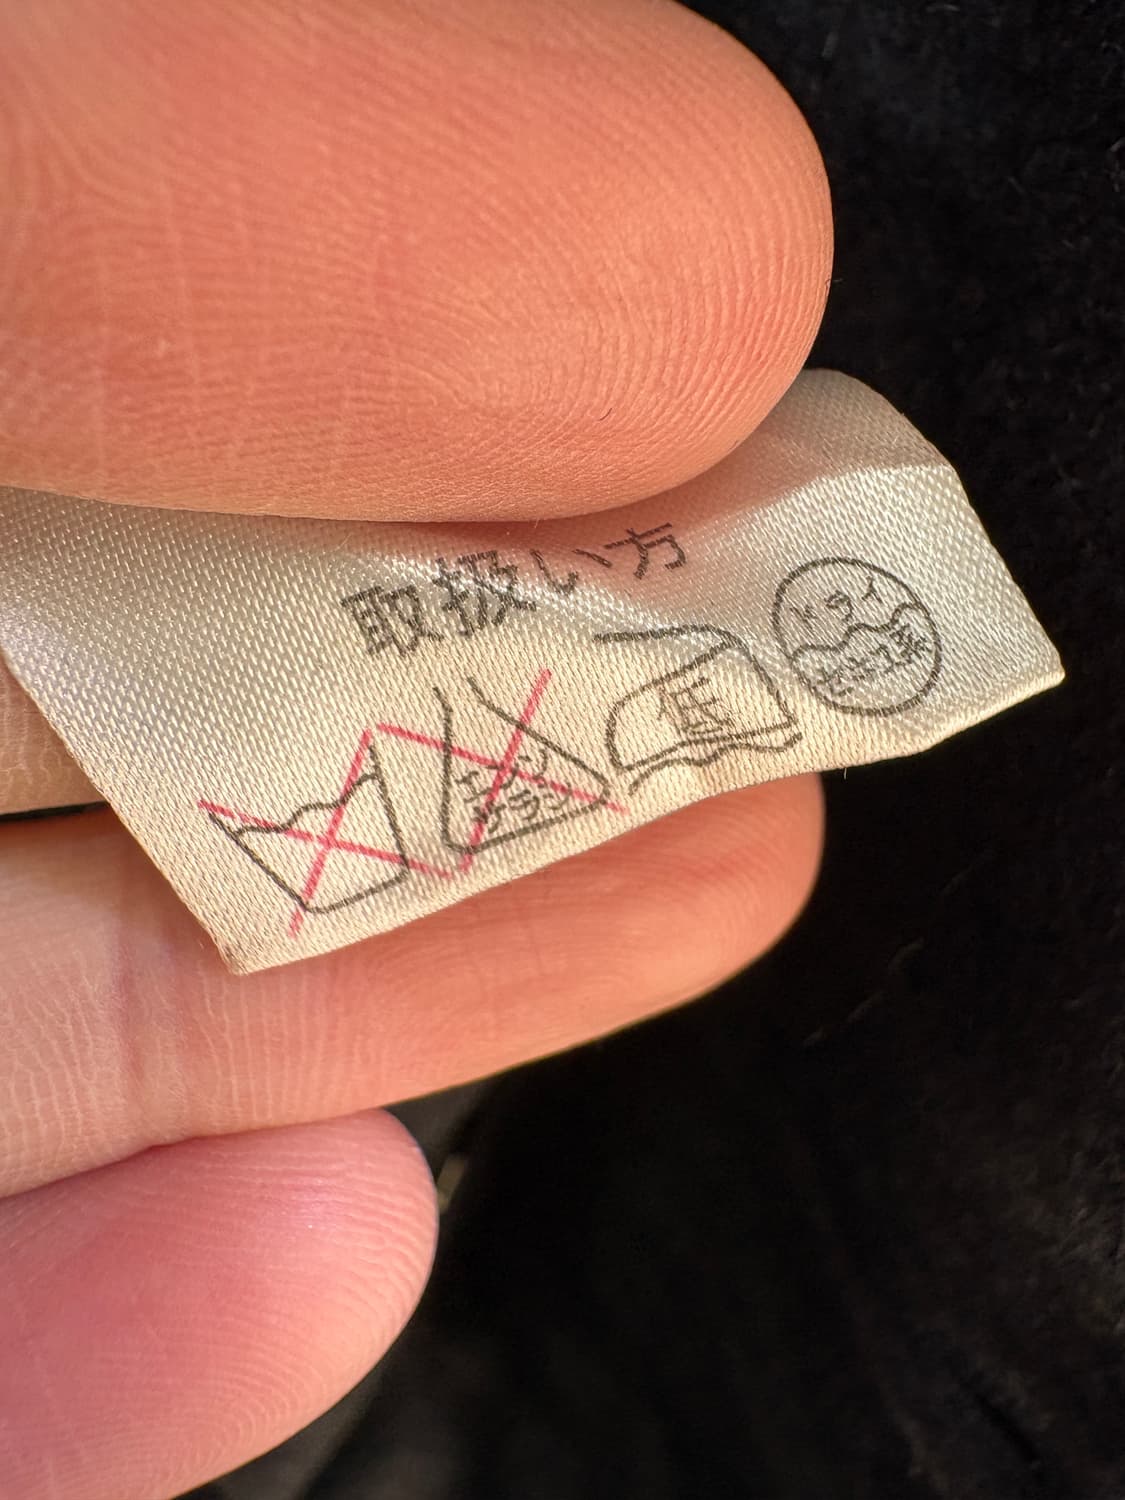 取扱い方
エンソ
サラシ
低
ドライ
セキユ系